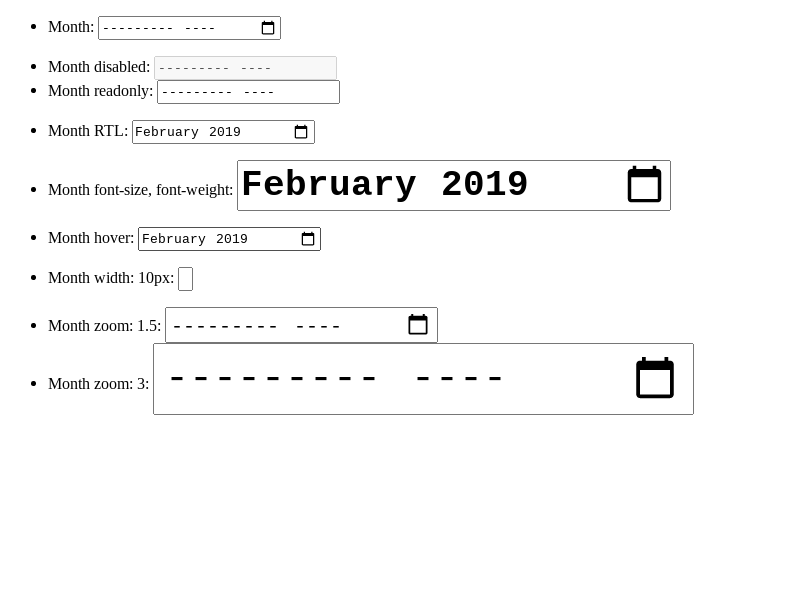 Month: --------- ----
Month disabled: --------- ----
Month readonly: --------- ----
Month RTL: February 2019
Month font-size, font-weight: February 2019
Month hover: February 2019
Month width: 10px:
Month zoom: 1.5: --------- ----
Month zoom: 3: --------- ----